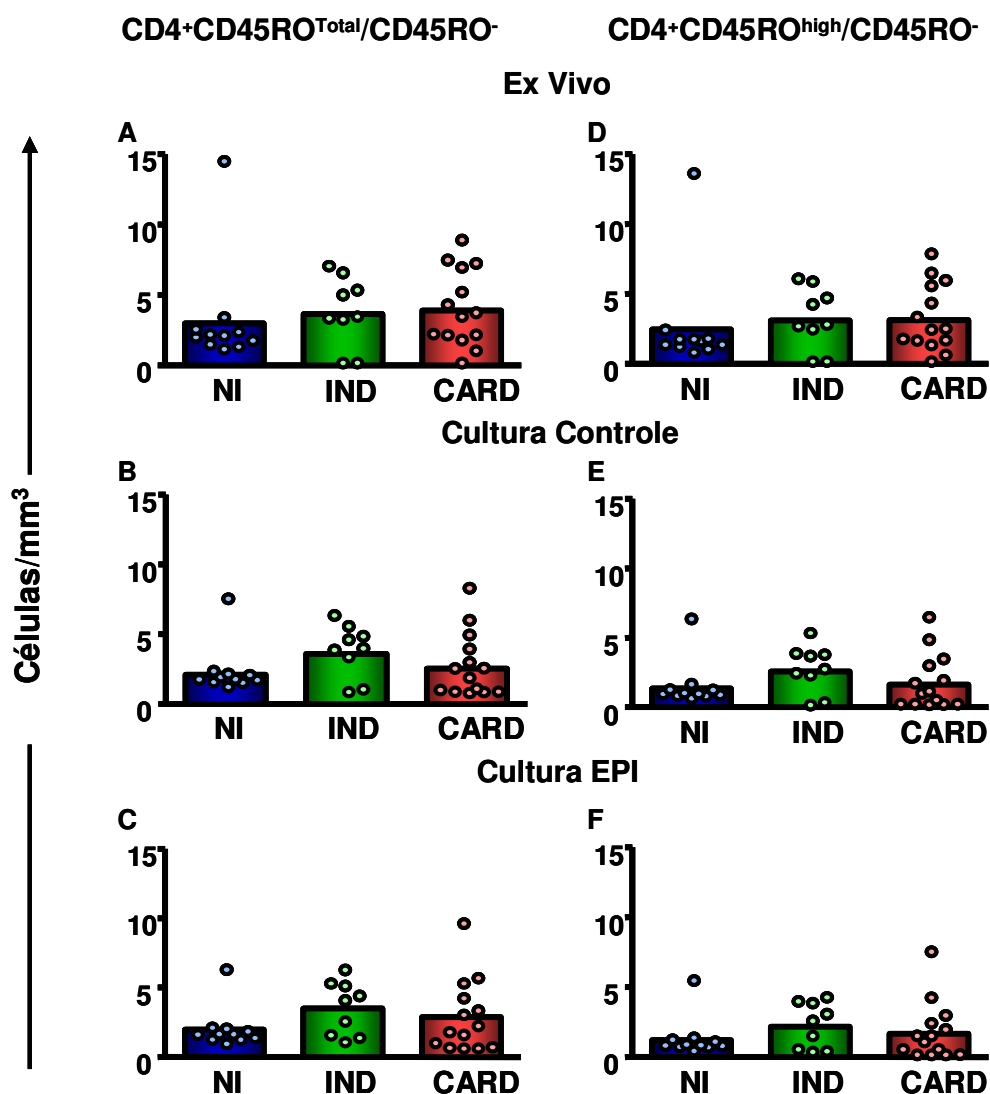 CD4⁺CD45ROᵀᵒᵗᵃˡ/CD45RO⁻ CD4⁺CD45ROʰⁱᵍʰ/CD45RO⁻
Ex Vivo
A D
15 15
10 10
5 5
0 0
NI IND CARD NI IND CARD
Cultura Controle
B E
15 15
10 10
5 5
0 0
NI IND CARD NI IND CARD
Cultura EPI
C F
15 15
10 10
5 5
0 0
NI IND CARD NI IND CARD
Células/mm³